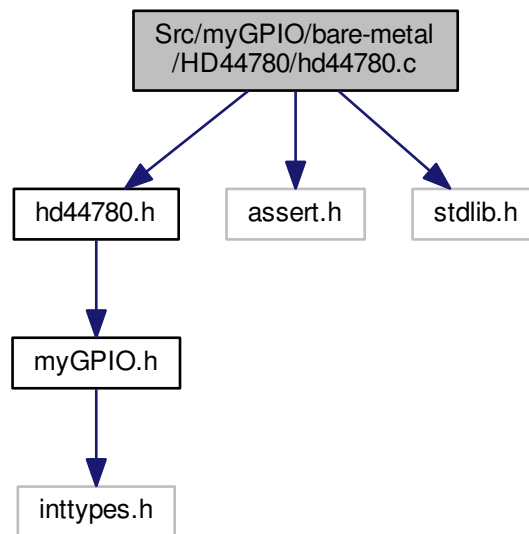 Src/myGPIO/bare-metal
/HD44780/hd44780.c
hd44780.h
assert.h
stdlib.h
myGPIO.h
inttypes.h